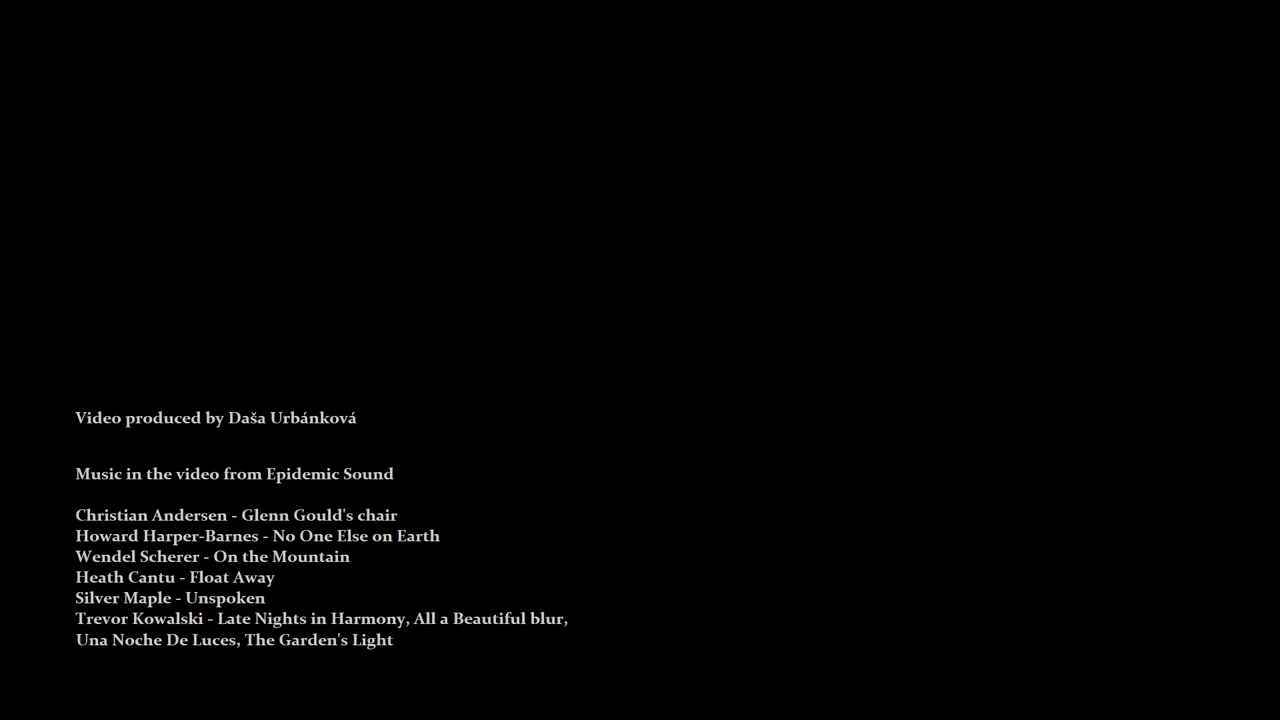 Video produced by Daša Urbánková
Music in the video from Epidemic Sound
Christian Andersen - Glenn Gould's chair
Howard Harper-Barnes - No One Else on Earth
Wendel Scherer - On the Mountain
Heath Cantu - Float Away
Silver Maple - Unspoken
Trevor Kowalski - Late Nights in Harmony, All a Beautiful blur,
Una Noche De Luces, The Garden's Light